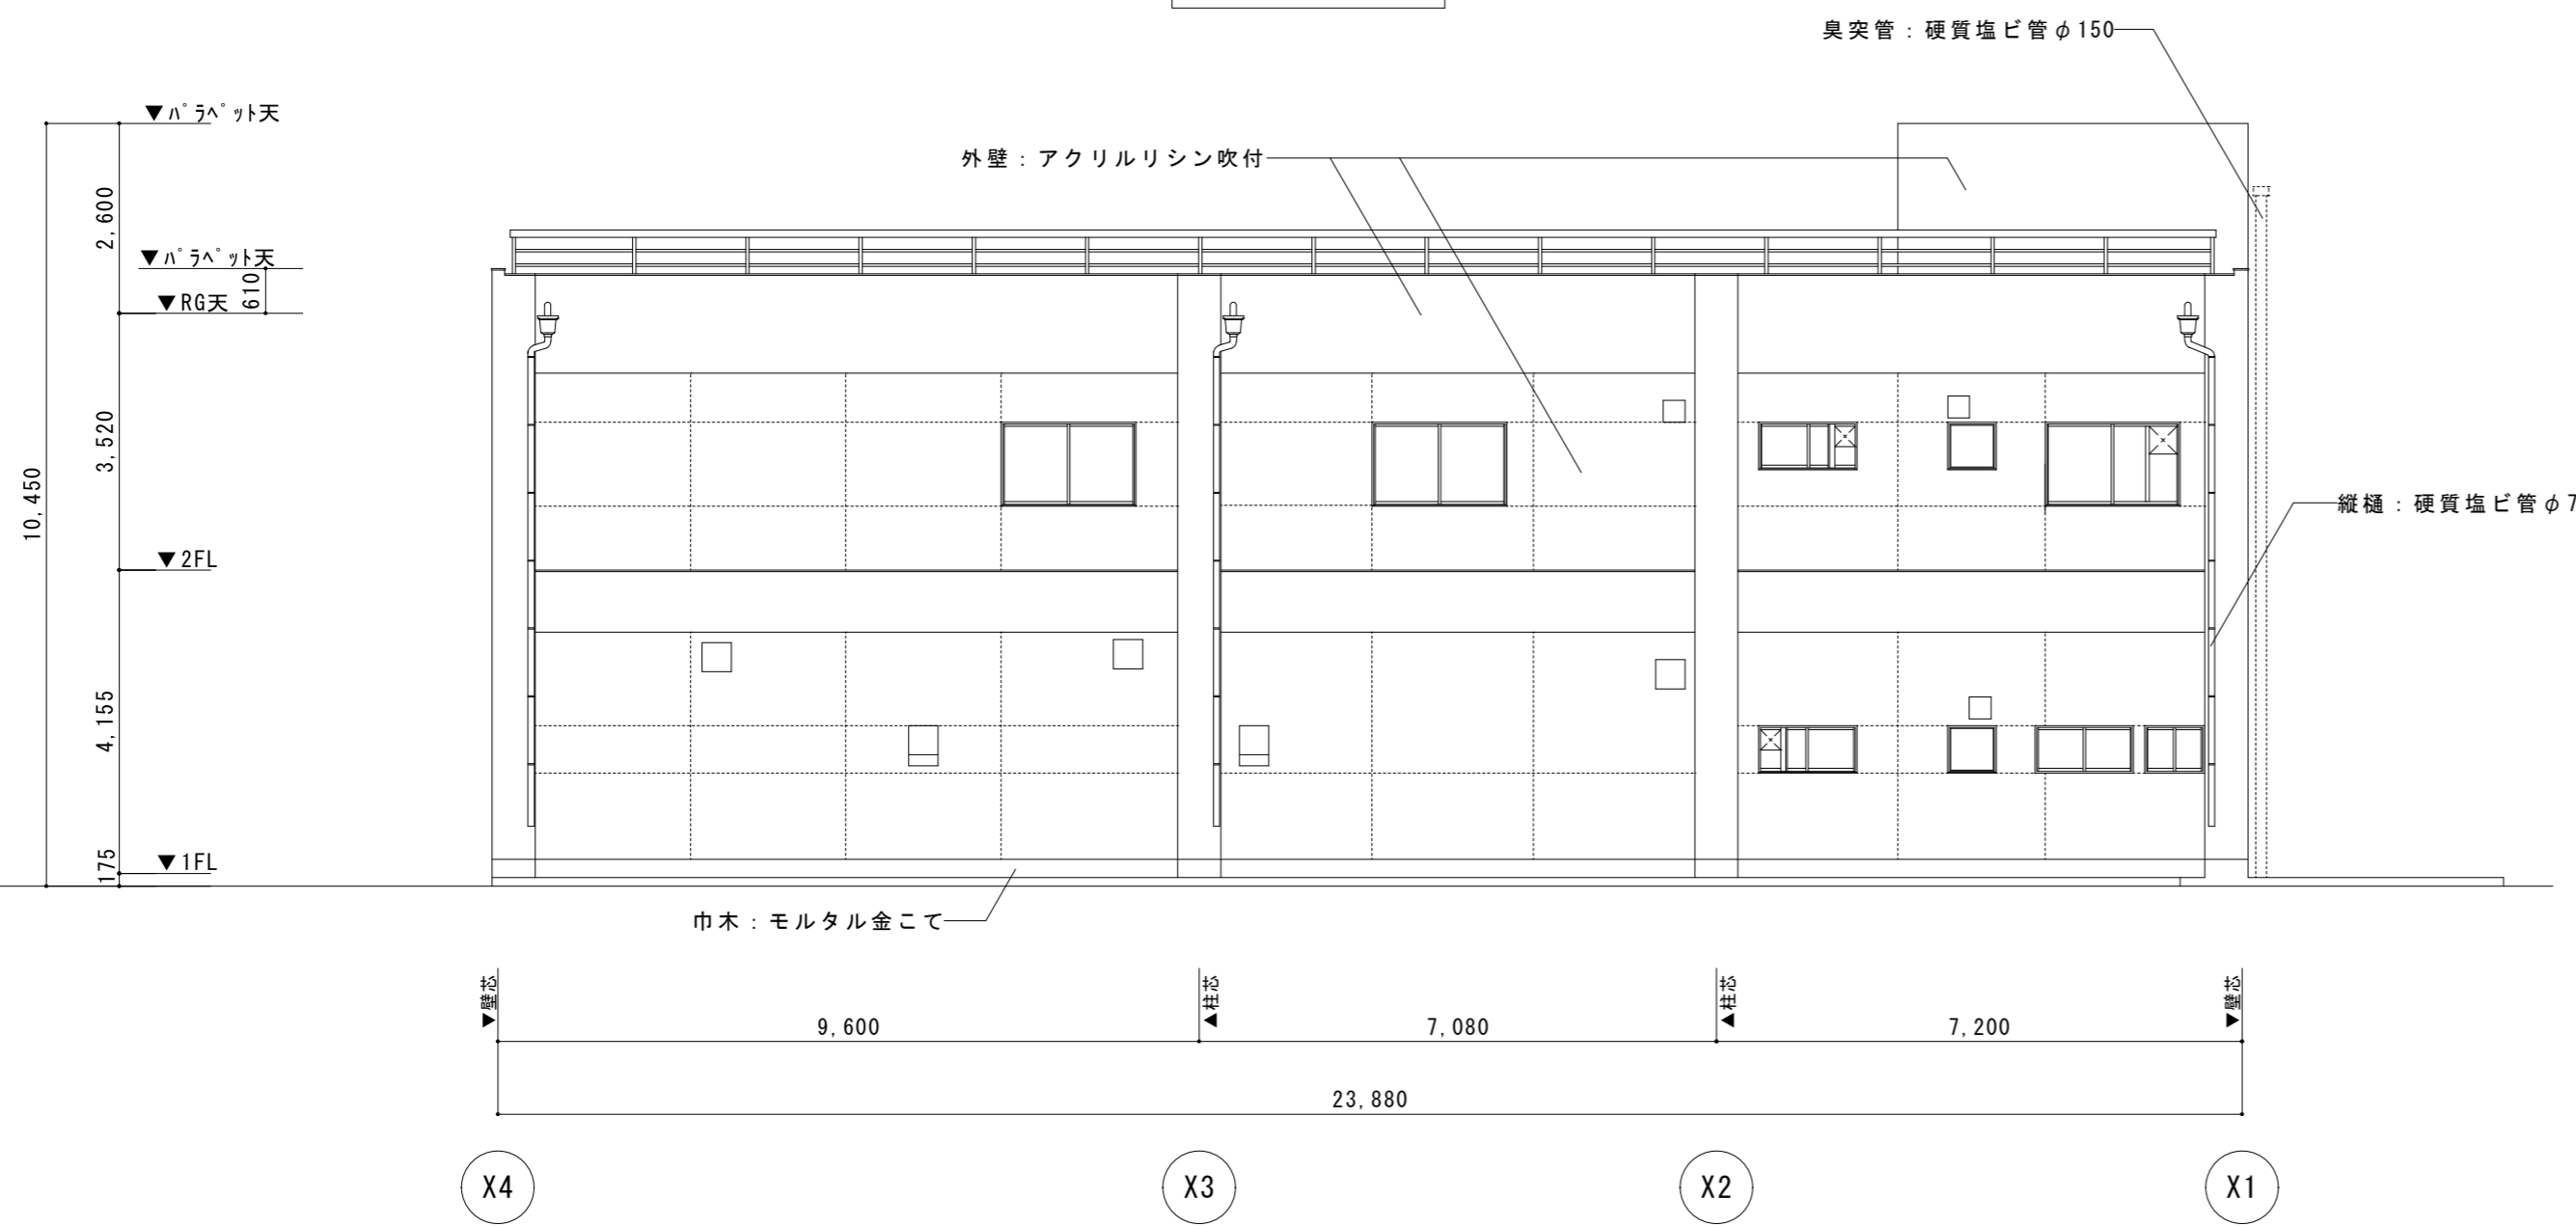 臭突管：硬質塩ビ管φ150
▼ﾊﾟﾗﾍﾟｯﾄ天
外壁：アクリルリシン吹付
2,600
▼ﾊﾟﾗﾍﾟｯﾄ天
610
▼RG天
3,520
10,450
縦樋：硬質塩ビ管φ7
▼2FL
4,155
▼1FL
175
巾木：モルタル金こて
▼壁芯
▲柱芯
▲柱芯
▼壁芯
9,600
7,080
7,200
23,880
X4
X3
X2
X1